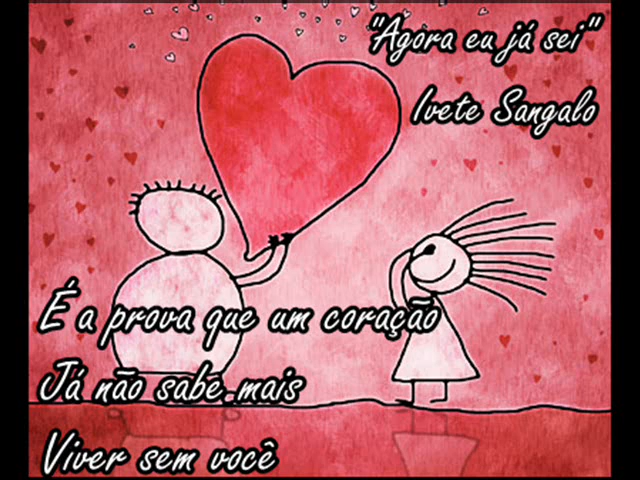 "Agora eu já sei"
Ivete Sangalo
É a prova que um coração
Já não sabe mais
Viver sem você